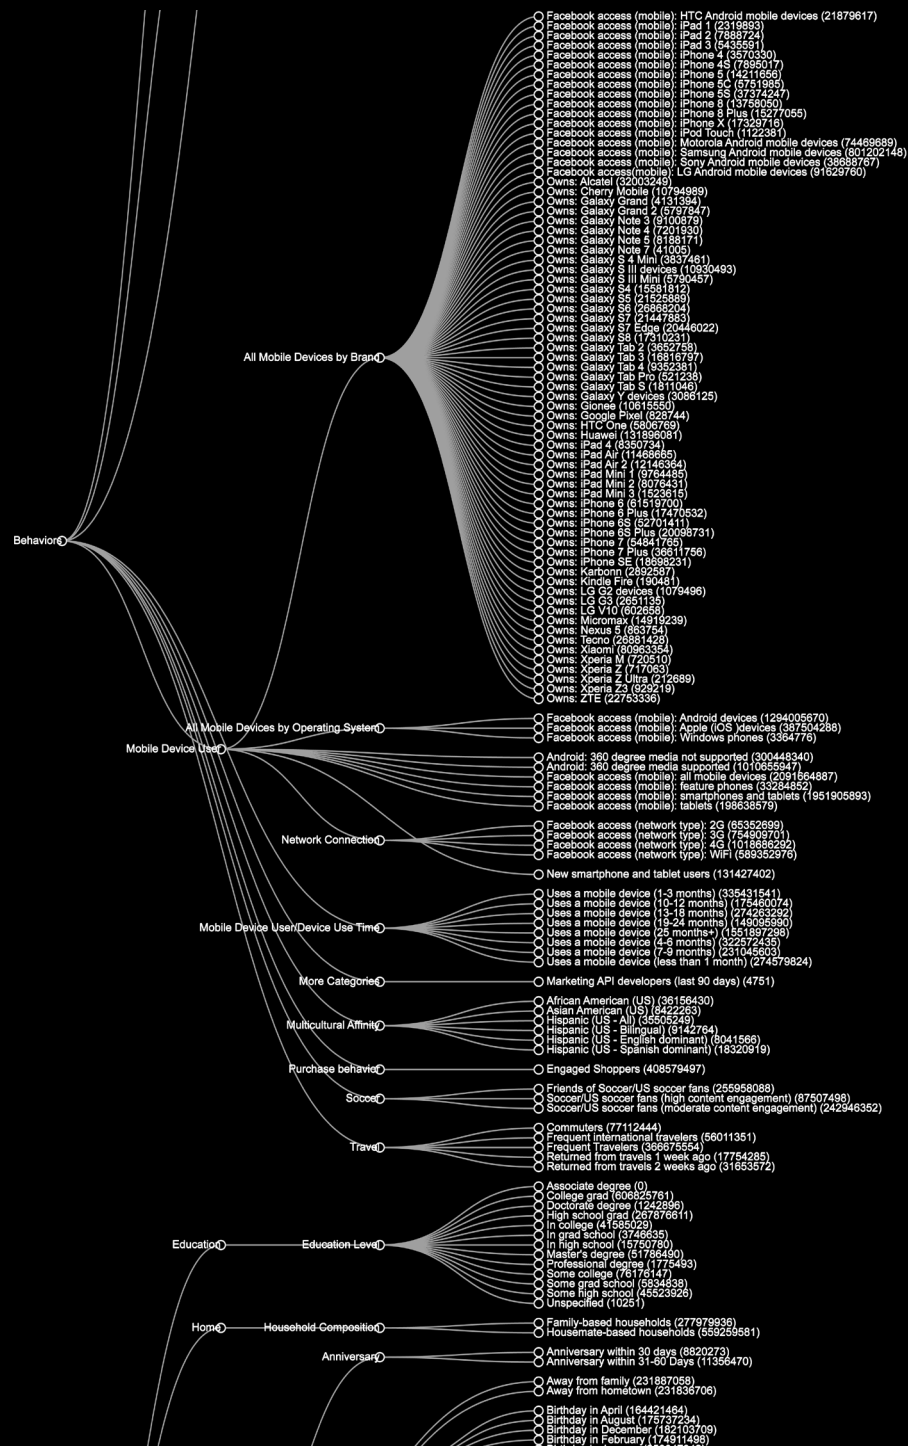 Facebook access (mobile): HTC Android mobile devices (21879617)
Facebook access (mobile): iPad 1 (2319893)
Facebook access (mobile): iPad 2 (7888724)
Facebook access (mobile): iPad 3 (5435591)
Facebook access (mobile): iPhone 4 (3570330)
Facebook access (mobile): iPhone 4S (7895017)
Facebook access (mobile): iPhone 5 (14211656)
Facebook access (mobile): iPhone 5C (5751985)
Facebook access (mobile): iPhone 5S (37374247)
Facebook access (mobile): iPhone 8 (13758050)
Facebook access (mobile): iPhone 8 Plus (15277055)
Facebook access (mobile): iPhone X (17329716)
Facebook access (mobile): iPod Touch (1122381)
Facebook access (mobile): Motorola Android mobile devices (74469689)
Facebook access (mobile): Samsung Android mobile devices (801202148)
Facebook access (mobile): Sony Android mobile devices (38688767)
Facebook access(mobile): LG Android mobile devices (91629760)
Owns: Alcatel (32003249)
Owns: Cherry Mobile (10794989)
Owns: Galaxy Grand (4131394)
Owns: Galaxy Grand 2 (5797847)
Owns: Galaxy Note 3 (9100879)
Owns: Galaxy Note 4 (7201930)
Owns: Galaxy Note 5 (8188171)
Owns: Galaxy Note 7 (41005)
Owns: Galaxy S 4 Mini (3837461)
Owns: Galaxy S III devices (10930493)
Owns: Galaxy S III Mini (5790457)
Owns: Galaxy S4 (15581812)
Owns: Galaxy S5 (21525889)
Owns: Galaxy S6 (26868204)
Owns: Galaxy S7 (21447883)
Owns: Galaxy S7 Edge (20446022)
Owns: Galaxy S8 (17310231)
Owns: Galaxy Tab 2 (3652758)
All Mobile Devices by Brand
Owns: Galaxy Tab 3 (16816797)
Owns: Galaxy Tab 4 (9352381)
Owns: Galaxy Tab Pro (521238)
Owns: Galaxy Tab S (1811046)
Owns: Galaxy Y devices (3086125)
Owns: Gionee (10615550)
Owns: Google Pixel (828744)
Owns: HTC One (5806769)
Owns: Huawei (131896081)
Owns: iPad 4 (8350734)
Owns: iPad Air (11468665)
Owns: iPad Air 2 (12146364)
Owns: iPad Mini 1 (9764485)
Owns: iPad Mini 2 (8076431)
Owns: iPad Mini 3 (1523615)
Owns: iPhone 6 (61519700)
Owns: iPhone 6 Plus (17470532)
Owns: iPhone 6S (52701411)
Owns: iPhone 6S Plus (20098731)
Behaviors
Owns: iPhone 7 (54841765)
Owns: iPhone 7 Plus (36611756)
Owns: iPhone SE (18698231)
Owns: Karbonn (2892587)
Owns: Kindle Fire (190481)
Owns: LG G2 devices (1079496)
Owns: LG G3 (2651135)
Owns: LG V10 (602658)
Owns: Micromax (14919239)
Owns: Nexus 5 (863754)
Owns: Tecno (26881428)
Owns: Xiaomi (80963354)
Owns: Xperia M (720510)
Owns: Xperia Z (717063)
Owns: Xperia Z Ultra (212689)
Owns: Xperia Z3 (929219)
Owns: ZTE (22753336)
Facebook access (mobile): Android devices (1294005670)
All Mobile Devices by Operating System
Facebook access (mobile): Apple (iOS )devices (387504288)
Facebook access (mobile): Windows phones (3364776)
Mobile Device User
Android: 360 degree media not supported (300448340)
Android: 360 degree media supported (1010655947)
Facebook access (mobile): all mobile devices (2091664887)
Facebook access (mobile): feature phones (33284852)
Facebook access (mobile): smartphones and tablets (1951905893)
Facebook access (mobile): tablets (198638579)
Facebook access (network type): 2G (65352699)
Facebook access (network type): 3G (754909701)
Network Connection
Facebook access (network type): 4G (1018686292)
Facebook access (network type): WiFi (589352976)
New smartphone and tablet users (131427402)
Uses a mobile device (1-3 months) (335431541)
Uses a mobile device (10-12 months) (175460074)
Uses a mobile device (13-18 months) (274263292)
Uses a mobile device (19-24 months) (149095990)
Mobile Device User/Device Use Time
Uses a mobile device (25 months+) (1551897298)
Uses a mobile device (4-6 months) (322572435)
Uses a mobile device (7-9 months) (231045603)
Uses a mobile device (less than 1 month) (274579824)
More Categories
Marketing API developers (last 90 days) (4751)
African American (US) (36156430)
Asian American (US) (8422263)
Hispanic (US - All) (35505249)
Multicultural Affinity
Hispanic (US - Bilingual) (9142764)
Hispanic (US - English dominant) (8041566)
Hispanic (US - Spanish dominant) (18320919)
Purchase behavior
Engaged Shoppers (408579497)
Friends of Soccer/US soccer fans (255958088)
Soccer
Soccer/US soccer fans (high content engagement) (87507498)
Soccer/US soccer fans (moderate content engagement) (242946352)
Commuters (77112444)
Frequent international travelers (56011351)
Travel
Frequent Travelers (366675554)
Returned from travels 1 week ago (17754285)
Returned from travels 2 weeks ago (31653572)
Associate degree (0)
College grad (606825761)
Doctorate degree (1242896)
High school grad (267876611)
In college (41585029)
In grad school (3746635)
Education
Education Level
In high school (15750780)
Master's degree (51786490)
Professional degree (1775493)
Some college (76176147)
Some grad school (5834838)
Some high school (45523926)
Unspecified (10251)
Family-based households (277979936)
Home
Household Composition
Housemate-based households (559259581)
Anniversary
Anniversary within 30 days (8820273)
Anniversary within 31-60 Days (11356470)
Away from family (231887058)
Away from hometown (231836706)
Birthday in April (164421464)
Birthday in August (175737234)
Birthday in December (182103709)
Birthday in February (174911498)